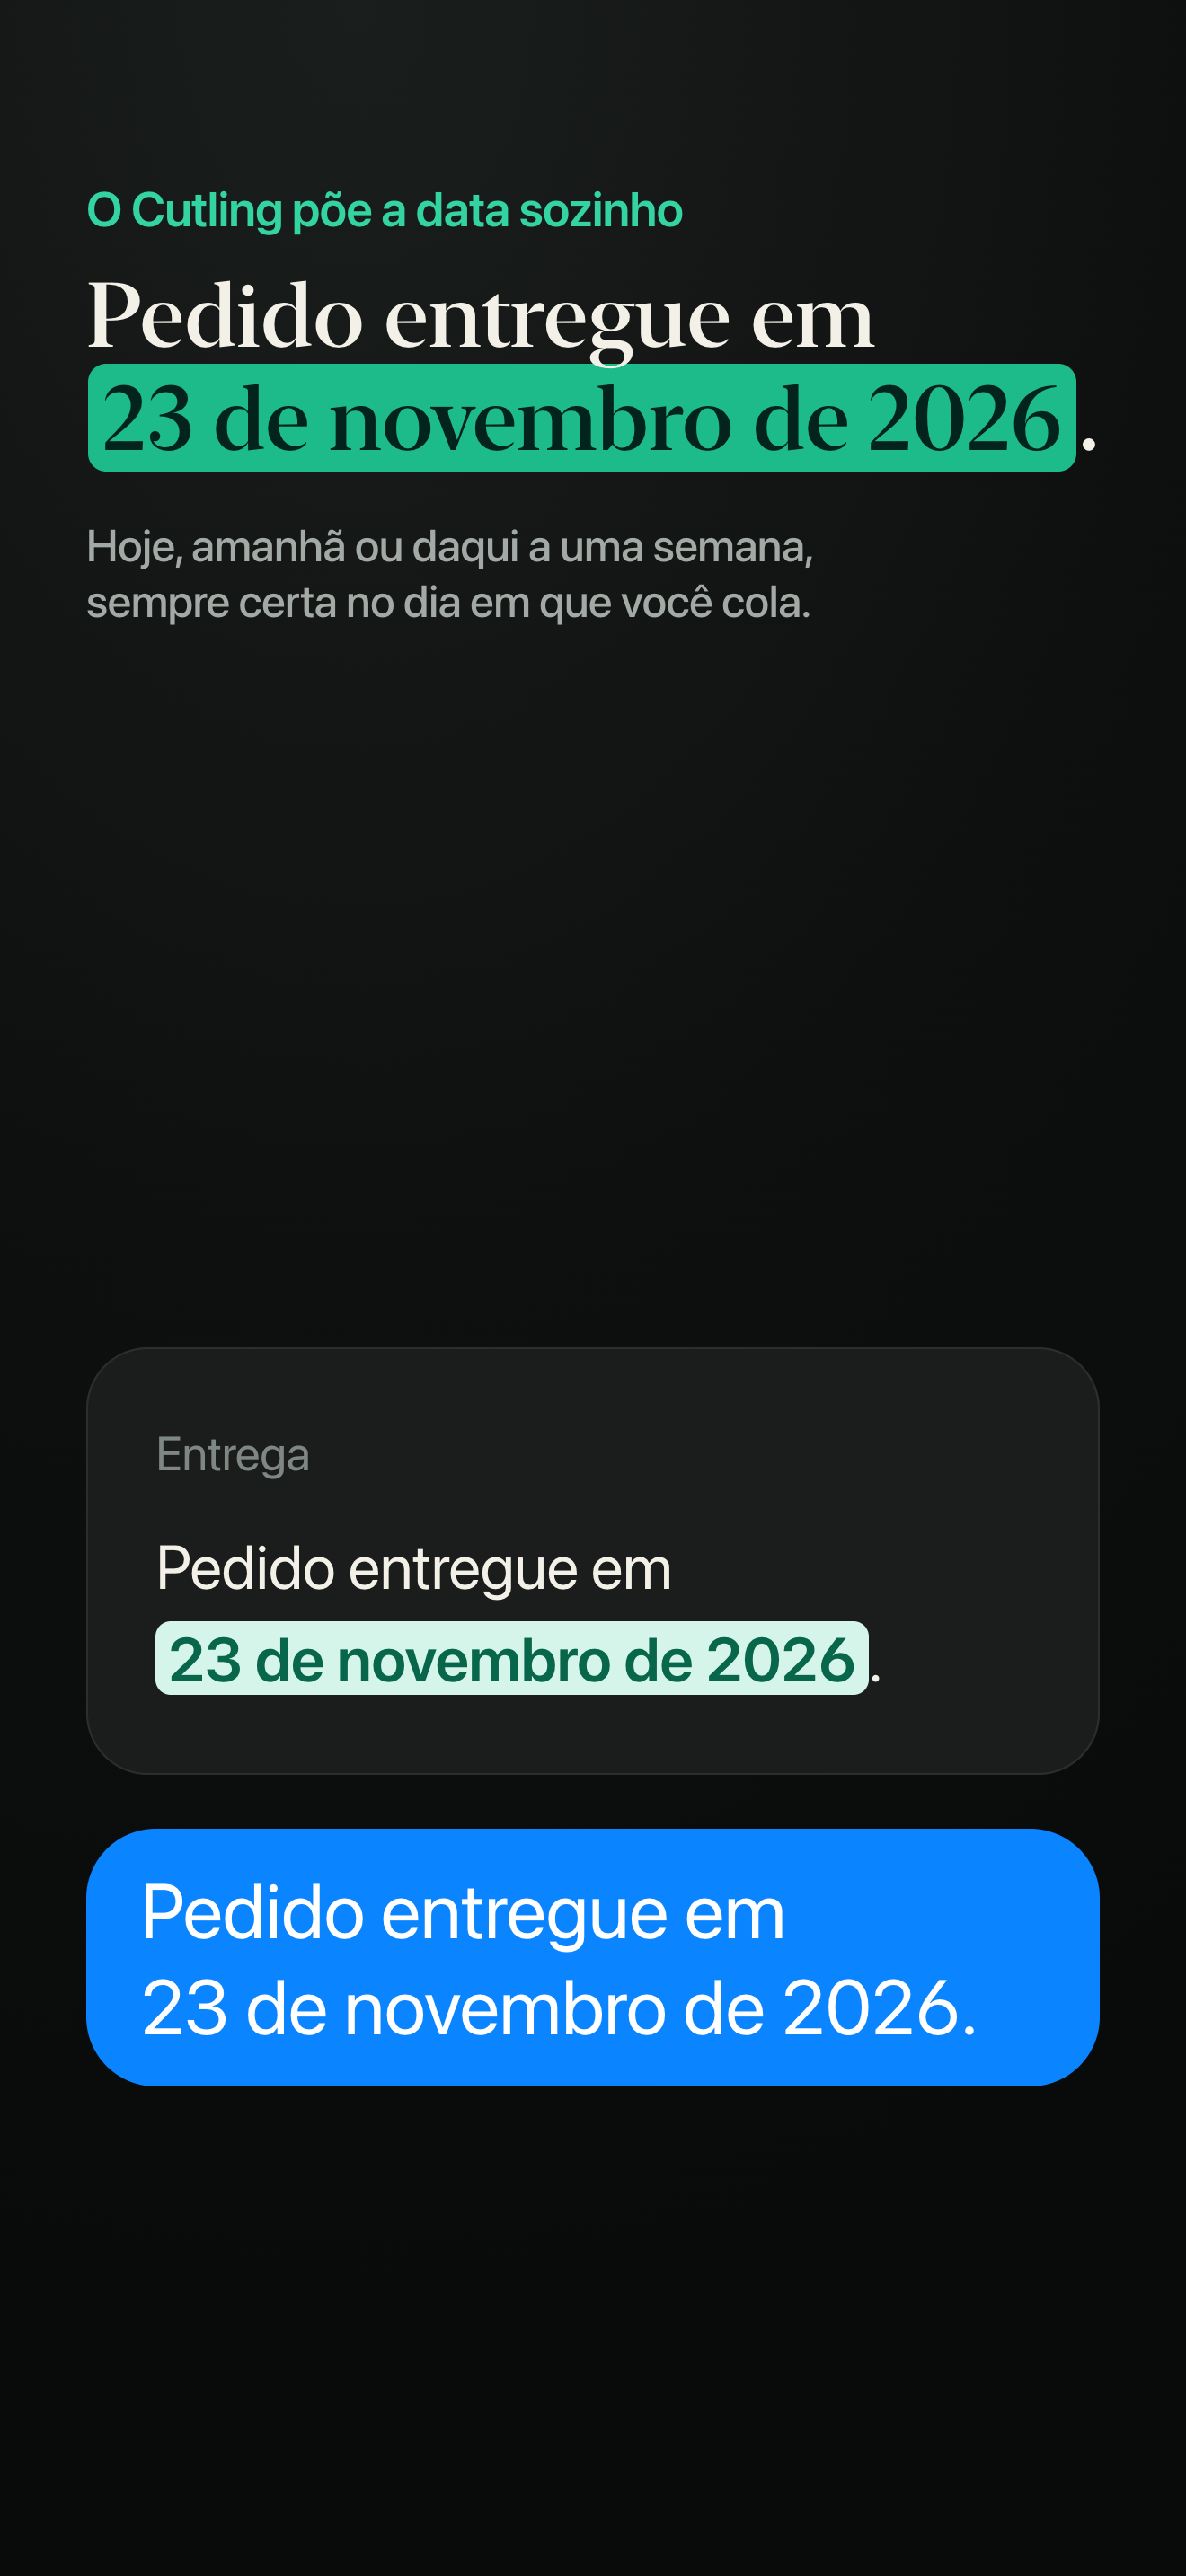 O Cutling põe a data sozinho
Pedido entregue em
23 de novembro de 2026.
Hoje, amanhã ou daqui a uma semana,
sempre certa no dia em que você cola.
Entrega
Pedido entregue em
23 de novembro de 2026.
Pedido entregue em
23 de novembro de 2026.